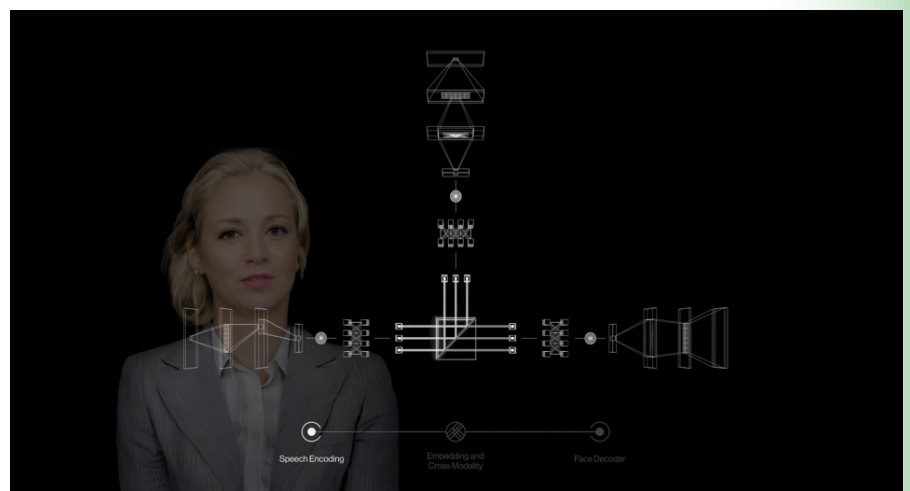 Speech Encoding
Embedding and
Cross Modality
Face Decoder